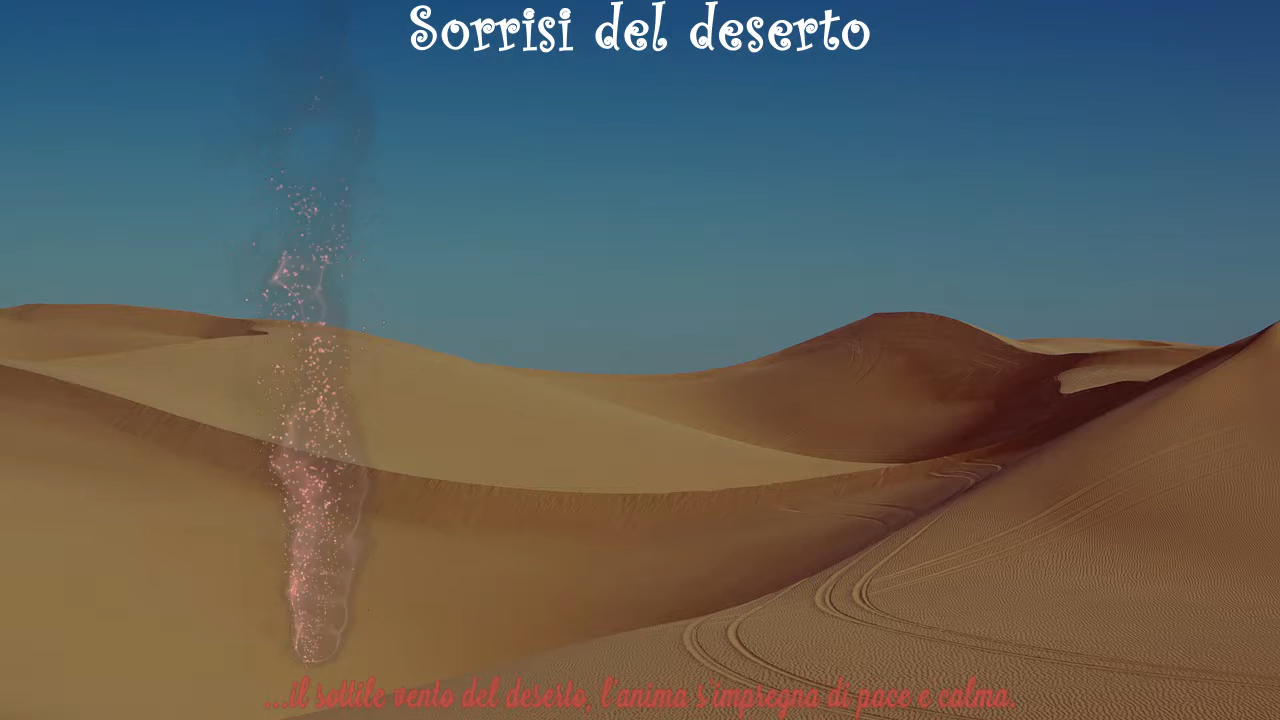 Sorrisi del deserto
...il sottile vento del deserto, l'anima s'impregna di pace e calma.